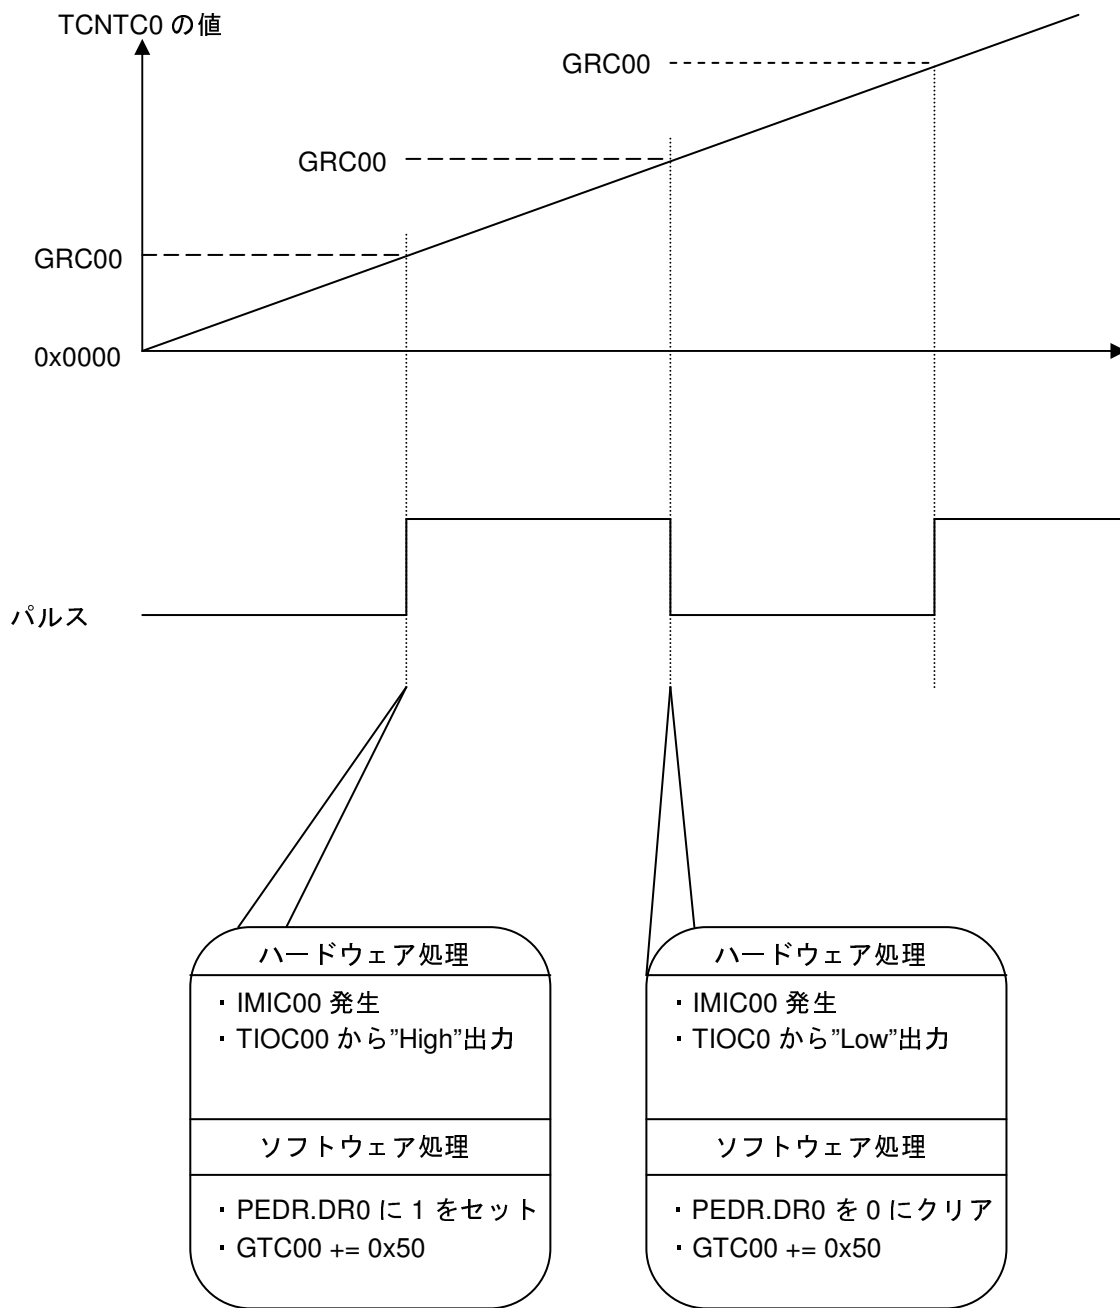 TCNTC0 の値
GRC00
GRC00
GRC00
0x0000
パルス
ハードウェア処理
・IMIC00 発生
・TIOC00 から”High”出力
ソフトウェア処理
・PEDR.DR0 に 1 をセット
・GTC00 += 0x50
ハードウェア処理
・IMIC00 発生
・TIOC0 から”Low”出力
ソフトウェア処理
・PEDR.DR0 を 0 にクリア
・GTC00 += 0x50